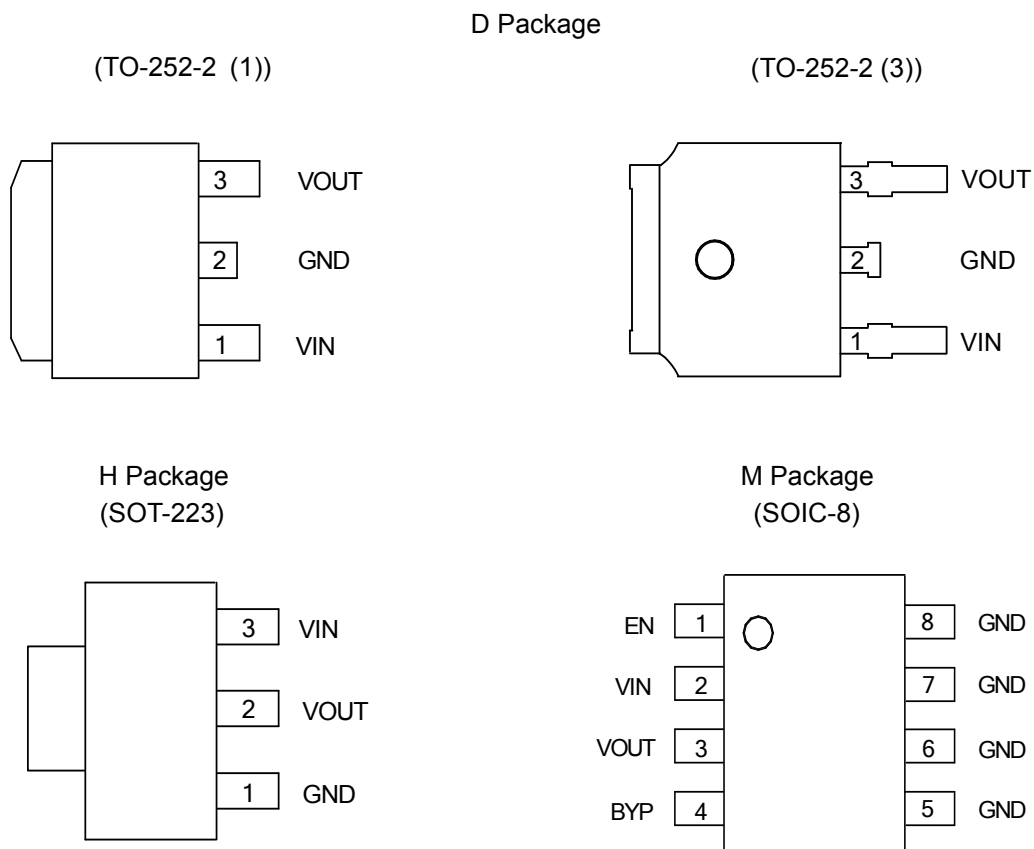 D Package
(TO-252-2 (1))
(TO-252-2 (3))
3 VOUT
2 GND
1 VIN
3 VOUT
2 GND
1 VIN
H Package
(SOT-223)
M Package
(SOIC-8)
3 VIN
2 VOUT
1 GND
EN 1 8 GND
VIN 2 7 GND
VOUT 3 6 GND
BYP 4 5 GND